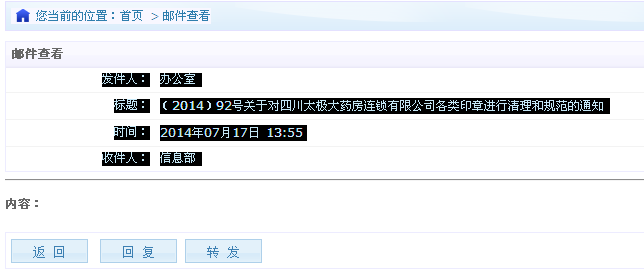 您当前的位置：首页 >邮件查看
邮件查看
发件人： 办公室
标题： （2014）92号关于对四川太极大药房连锁有限公司各类印章进行清理和规范的通知
时间： 2014年07月17日 13:55
收件人： 信息部
内容：
返 回 回 复 转 发